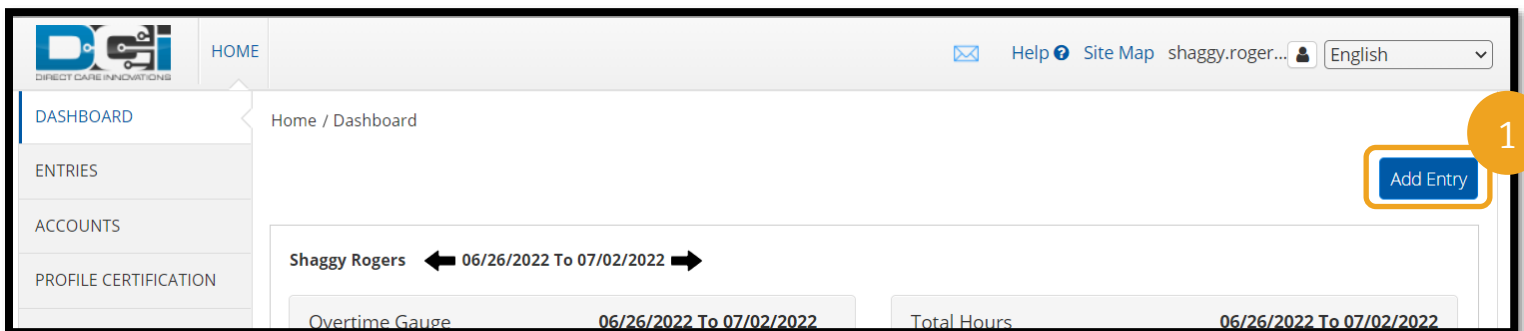 DCi
DIRECT CARE INNOVATIONS
HOME
Help ? Site Map shaggy.roger... English
DASHBOARD
Home / Dashboard
1
ENTRIES
Add Entry
ACCOUNTS
Shaggy Rogers 06/26/2022 To 07/02/2022
PROFILE CERTIFICATION
Overtime Gauge 06/26/2022 To 07/02/2022 Total Hours 06/26/2022 To 07/02/2022